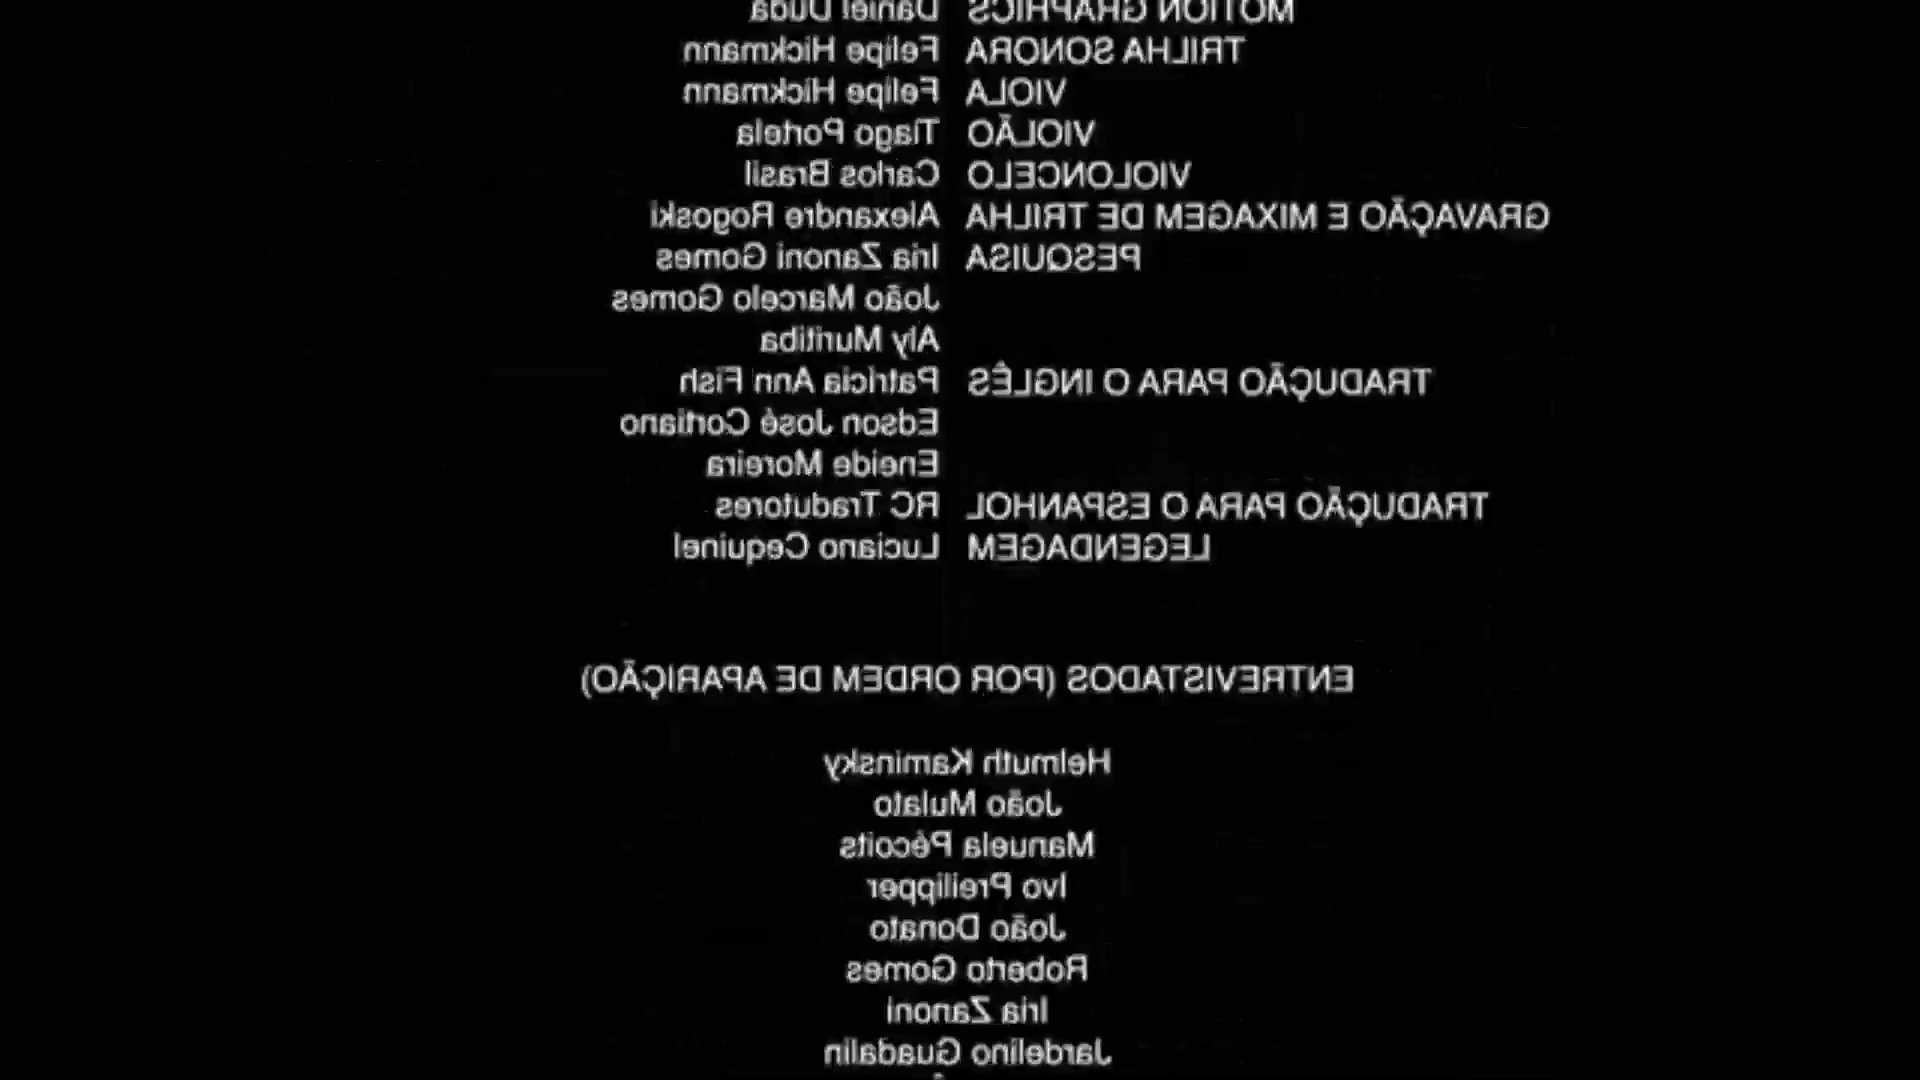 MOTION GRAPHICS Daniel Duda
TRILHA SONORA Felipe Hickmann
VIOLA Felipe Hickmann
VIOLÃO Tiago Portela
VIOLONCELO Carlos Brasil
GRAVAÇÃO E MIXAGEM DE TRILHA Alexandre Rogoski
PESQUISA Iria Zanoni Gomes
João Marcelo Gomes
Aly Muritiba
TRADUÇÃO PARA O INGLÊS Patrícia Ann Fish
Edson José Cortiano
Eneide Moreira
TRADUÇÃO PARA O ESPANHOL RC Tradutores
LEGENDAGEM Luciano Cequinel
ENTREVISTADOS (POR ORDEM DE APARIÇÃO)
Helmuth Kaminsky
João Mulato
Manuela Pécoits
Ivo Preilipper
João Donato
Roberto Gomes
Iria Zanoni
Jardelino Guadalin